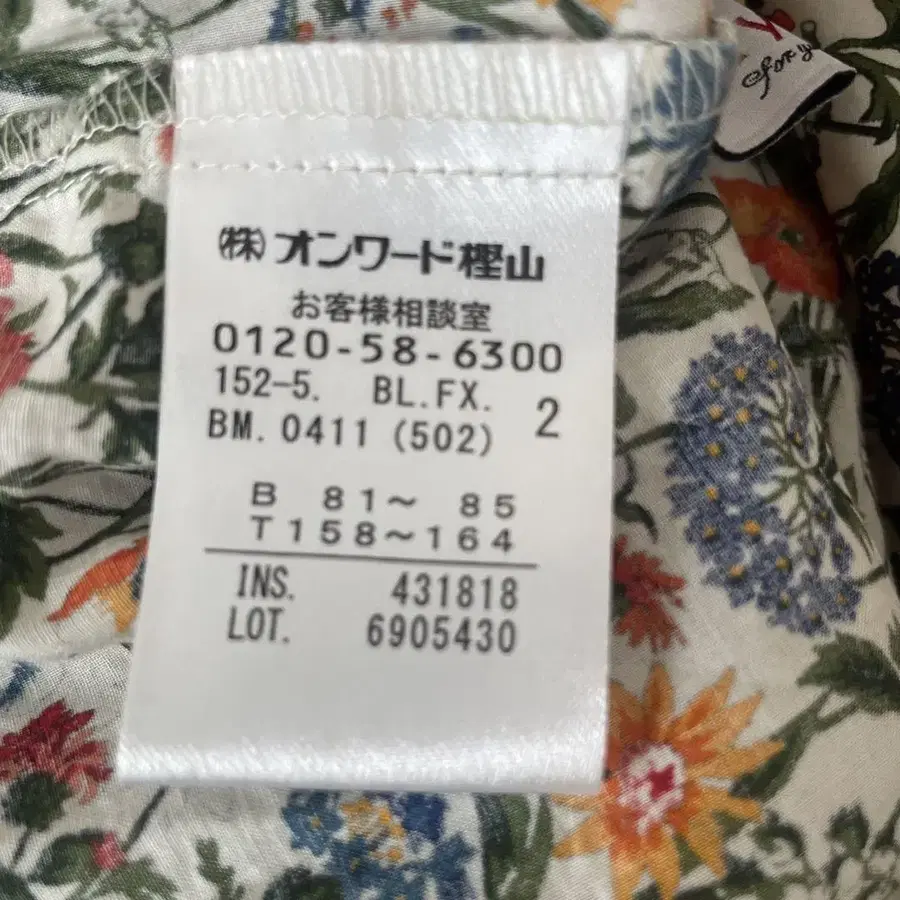 ㈱オンワード樫山
お客様相談室
0120-58-6300
152-5. BL.FX. 2
BM. 0411 (502)
B 81〜 85
T158〜164
INS. 431818
LOT. 6905430